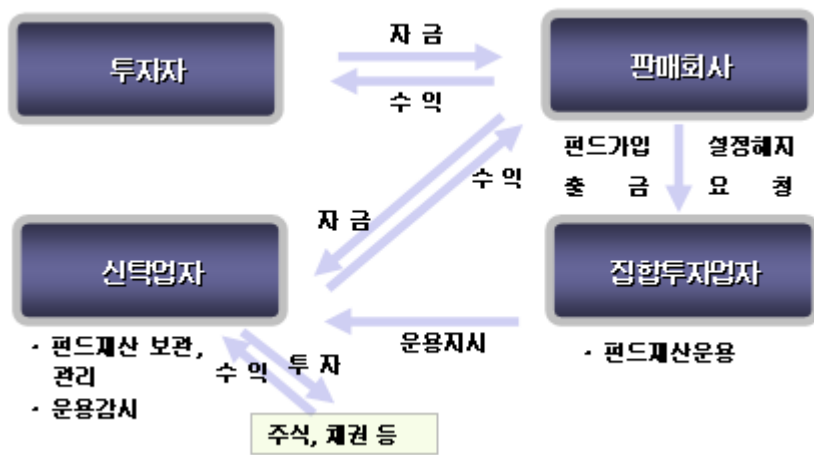 자 금
투자자
판매회사
수 익
펀드가입 설정해지
출 금 요 청
수 익
자 금
신탁업자
집합투자업자
운용지시
· 펀드재산 보관,
관리
· 운용감시
· 펀드재산운용
수 익
투 자
주식, 채권 등